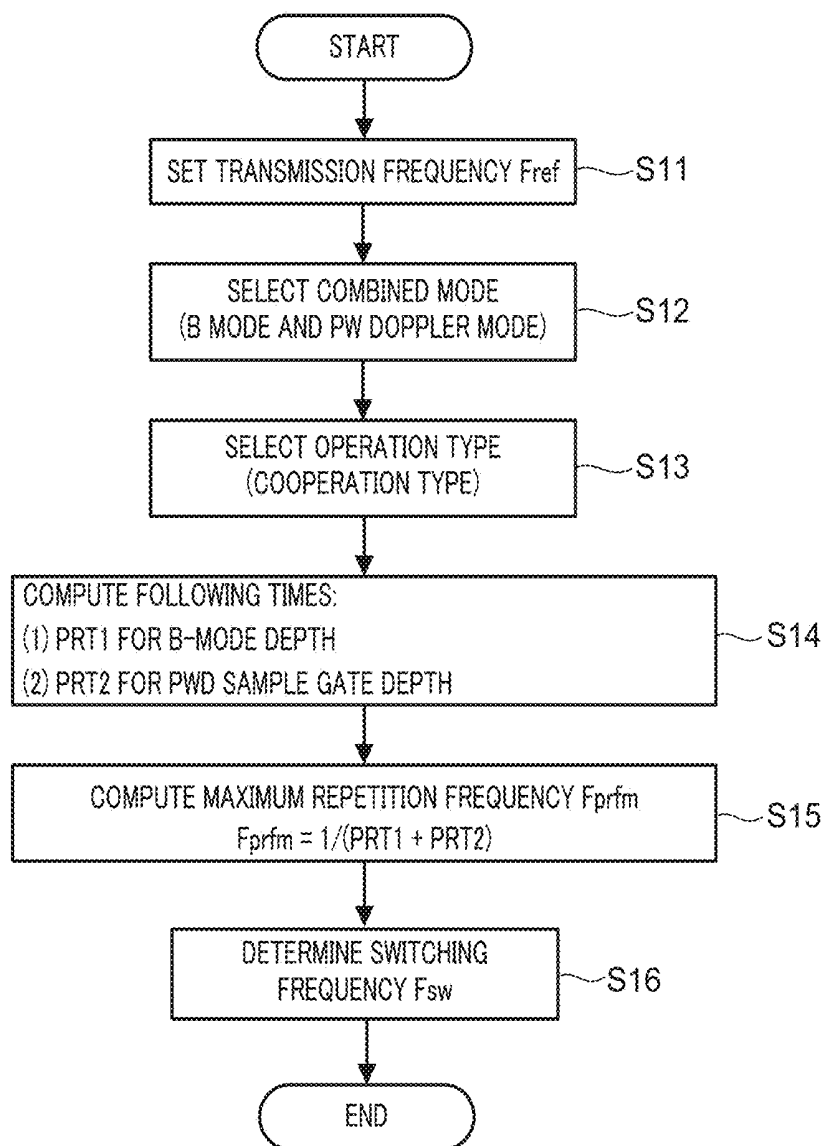 START
SET TRANSMISSION FREQUENCY Fref
S11
SELECT COMBINED MODE
(B MODE AND PW DOPPLER MODE)
S12
SELECT OPERATION TYPE
(COOPERATION TYPE)
S13
COMPUTE FOLLOWING TIMES:
(1) PRT1 FOR B-MODE DEPTH
(2) PRT2 FOR PWD SAMPLE GATE DEPTH
S14
COMPUTE MAXIMUM REPETITION FREQUENCY Fprfm
Fprfm = 1/(PRT1 + PRT2)
S15
DETERMINE SWITCHING
FREQUENCY Fsw
S16
END